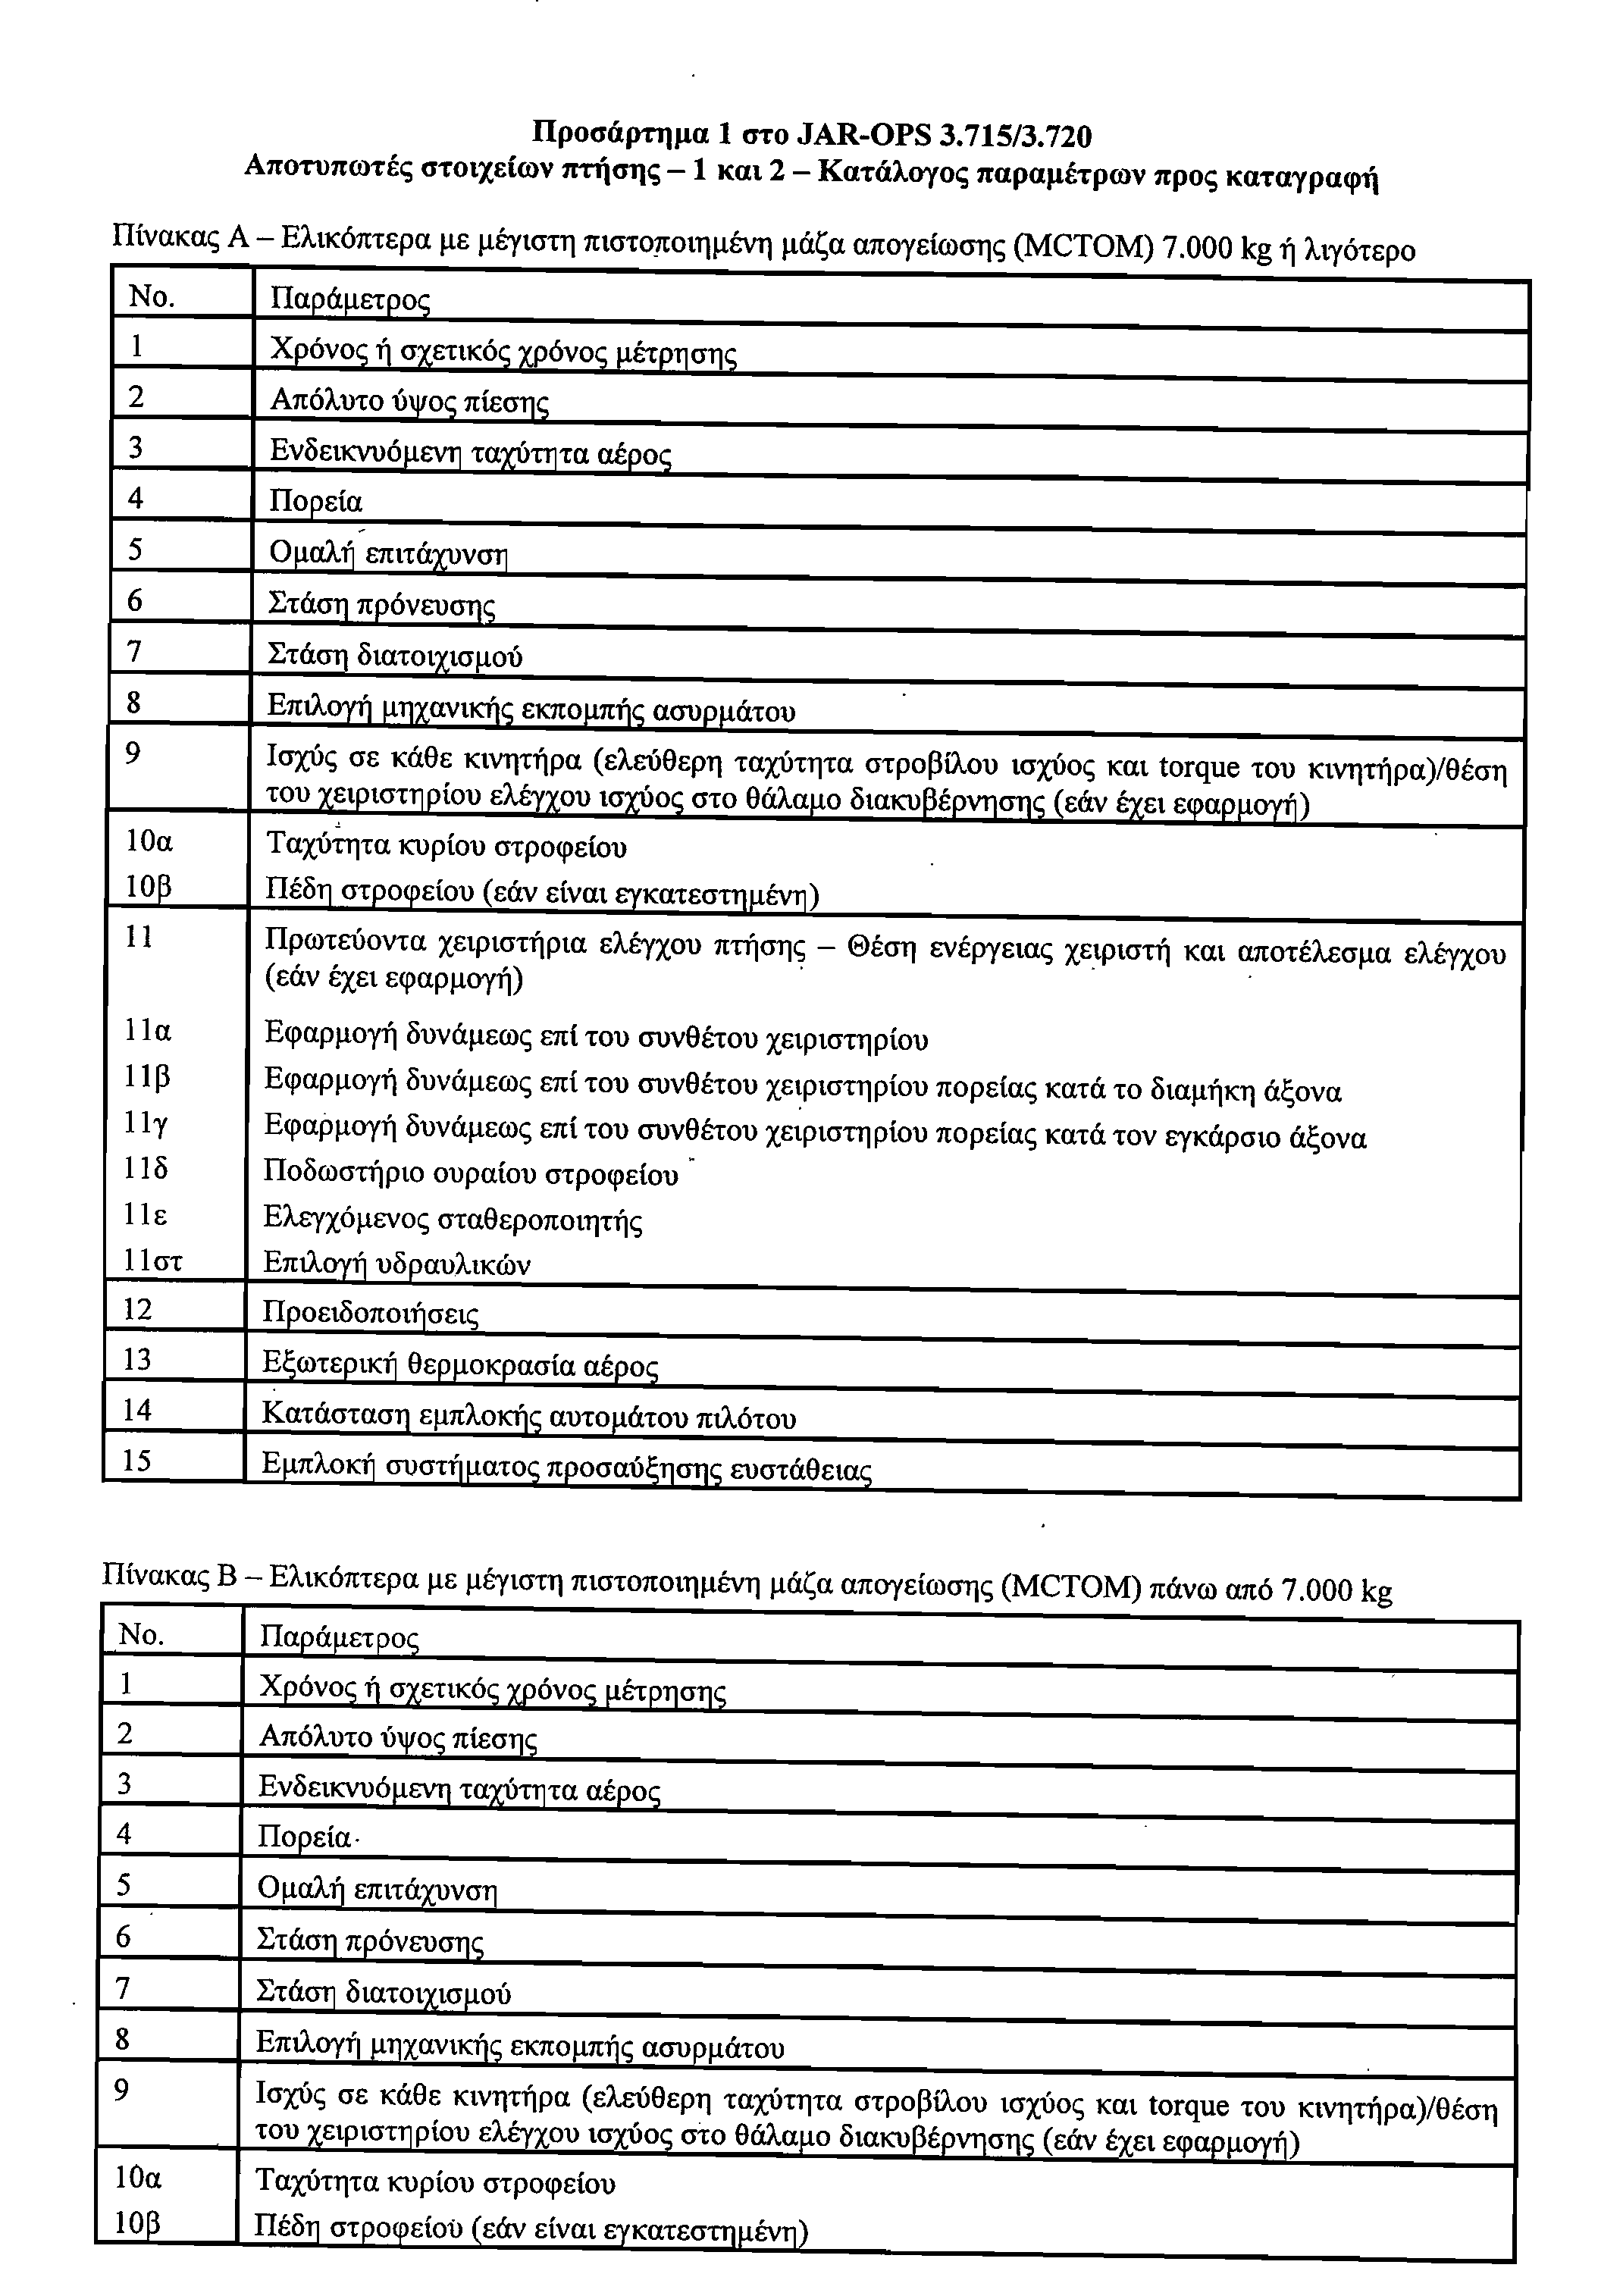 Προσάρτημα 1 στο JAR-OPS 3.715/3.720
Αποτυπωτές στοιχείων πτήσης – 1 και 2 – Κατάλογος παραμέτρων προς καταγραφή
Πίνακας Α – Ελικόπτερα με μέγιστη πιστοποιημένη μάζα απογείωσης (MCTOM) 7.000 kg ή λιγότερο
No. Παράμετρος
1 Χρόνος ή σχετικός χρόνος μέτρησης
2 Απόλυτο ύψος πίεσης
3 Ενδεικνυόμενη ταχύτητα αέρος
4 Πορεία
5 Ομαλή επιτάχυνση
6 Στάση πρόνευσης
7 Στάση διατοιχισμού
8 Επιλογή μηχανικής εκπομπής ασυρμάτου
9 Ισχύς σε κάθε κινητήρα (ελεύθερη ταχύτητα στροβίλου ισχύος και torque του κινητήρα)/θέση
του χειριστηρίου ελέγχου ισχύος στο θάλαμο διακυβέρνησης (εάν έχει εφαρμογή)
10α Ταχύτητα κυρίου στροφείου
10β Πέδη στροφείου (εάν είναι εγκατεστημένη)
11 Πρωτεύοντα χειριστήρια ελέγχου πτήσης – Θέση ενέργειας χειριστή και αποτέλεσμα ελέγχου
(εάν έχει εφαρμογή)
11α Εφαρμογή δυνάμεως επί του συνθέτου χειριστηρίου
11β Εφαρμογή δυνάμεως επί του συνθέτου χειριστηρίου πορείας κατά το διαμήκη άξονα
11γ Εφαρμογή δυνάμεως επί του συνθέτου χειριστηρίου πορείας κατά τον εγκάρσιο άξονα
11δ Ποδωστήριο ουραίου στροφείου
11ε Ελεγχόμενος σταθεροποιητής
11στ Επιλογή υδραυλικών
12 Προειδοποιήσεις
13 Εξωτερική θερμοκρασία αέρος
14 Κατάσταση εμπλοκής αυτομάτου πιλότου
15 Εμπλοκή συστήματος προσαύξησης ευστάθειας
Πίνακας Β – Ελικόπτερα με μέγιστη πιστοποιημένη μάζα απογείωσης (MCTOM) πάνω από 7.000 kg
No. Παράμετρος
1 Χρόνος ή σχετικός χρόνος μέτρησης
2 Απόλυτο ύψος πίεσης
3 Ενδεικνυόμενη ταχύτητα αέρος
4 Πορεία
5 Ομαλή επιτάχυνση
6 Στάση πρόνευσης
7 Στάση διατοιχισμού
8 Επιλογή μηχανικής εκπομπής ασυρμάτου
9 Ισχύς σε κάθε κινητήρα (ελεύθερη ταχύτητα στροβίλου ισχύος και torque του κινητήρα)/θέση
του χειριστηρίου ελέγχου ισχύος στο θάλαμο διακυβέρνησης (εάν έχει εφαρμογή)
10α Ταχύτητα κυρίου στροφείου
10β Πέδη στροφείου (εάν είναι εγκατεστημένη)